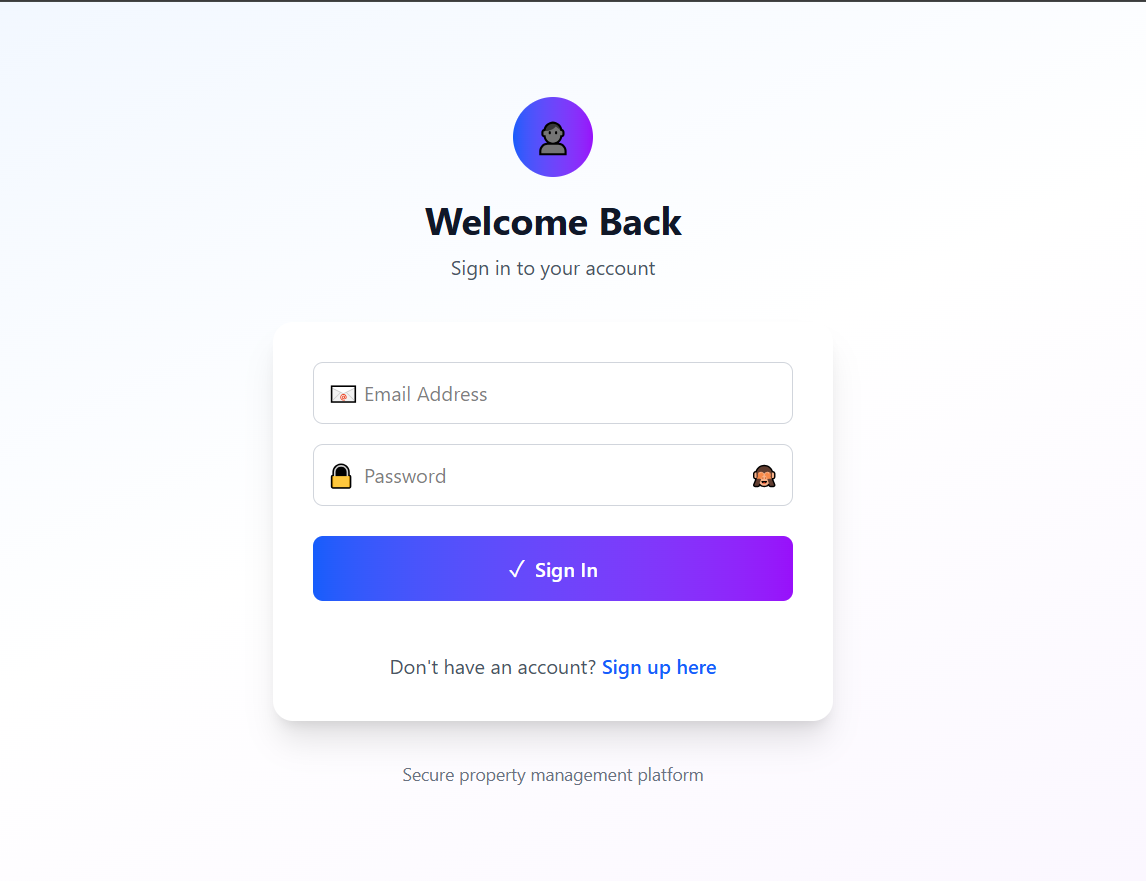 Welcome Back
Sign in to your account
Email Address
Password
✓ Sign In
Don't have an account? Sign up here
Secure property management platform